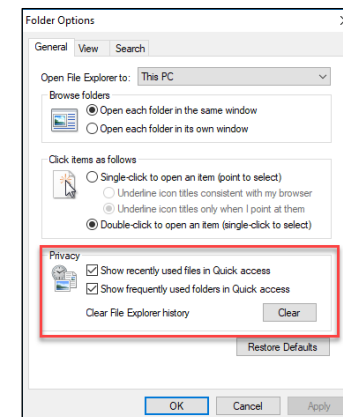 Folder Options
General View Search
Open File Explorer to: This PC
Browse folders
Open each folder in the same window
Open each folder in its own window
Click items as follows
Single-click to open an item (point to select)
Underline icon titles consistent with my browser
Underline icon titles only when I point at them
Double-click to open an item (single-click to select)
Privacy
Show recently used files in Quick access
Show frequently used folders in Quick access
Clear File Explorer history Clear
Restore Defaults
OK Cancel Apply